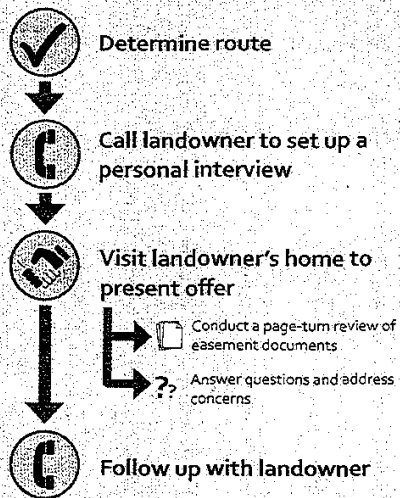 Determine route
Call landowner to set up a
personal interview
Visit landowner's home to
present offer
Conduct a page-turn review of
easement documents
??
Answer questions and address
concerns
Follow up with landowner